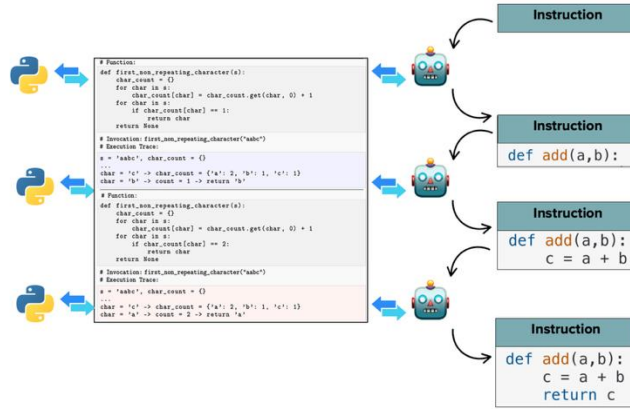 # Function:
def first_non_repeating_character(s):
char_count = {}
for char in s:
char_count[char] = char_count.get(char, 0) + 1
for char in s:
if char_count[char] == 1:
return char
return None
# Invocation: first_non_repeating_character("aabc")
# Execution Trace:
s = 'aabc', char_count = {}
...
char = 'c' -> char_count = {'a': 2, 'b': 1, 'c': 1}
char = 'b' -> count = 1 -> return 'b'
# Function:
def first_non_repeating_character(s):
char_count = {}
for char in s:
char_count[char] = char_count.get(char, 0) + 1
for char in s:
if char_count[char] == 2:
return char
return None
# Invocation: first_non_repeating_character("aabc")
# Execution Trace:
s = 'aabc', char_count = {}
...
char = 'c' -> char_count = {'a': 2, 'b': 1, 'c': 1}
char = 'a' -> count = 2 -> return 'a'
Instruction
Instruction
def add(a,b):
Instruction
def add(a,b):
c = a + b
Instruction
def add(a,b):
c = a + b
return c